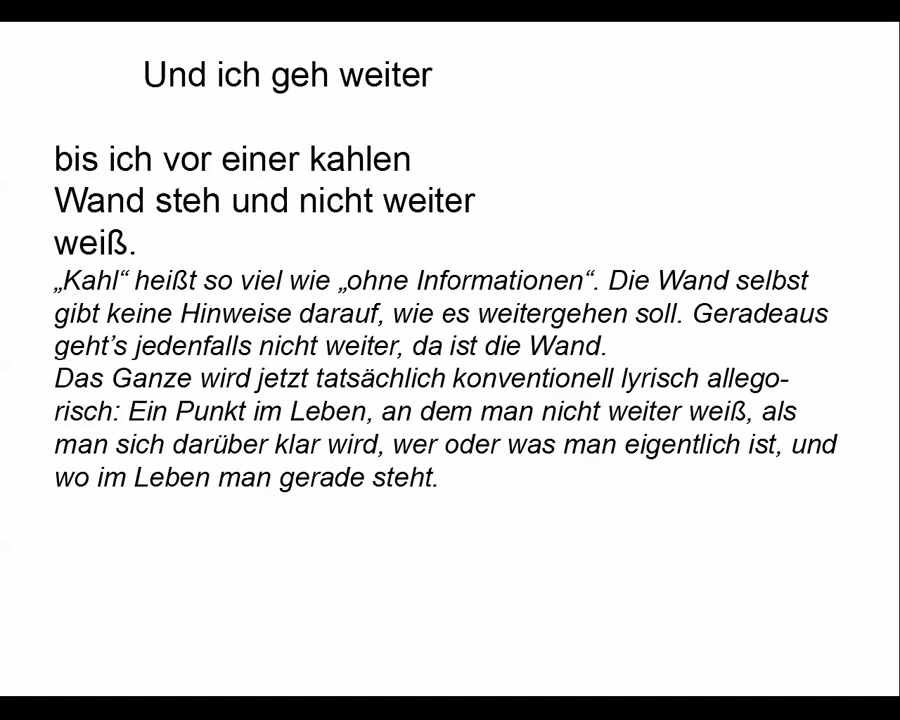 Und ich geh weiter
bis ich vor einer kahlen
Wand steh und nicht weiter
weiß.
„Kahl“ heißt so viel wie „ohne Informationen“. Die Wand selbst
gibt keine Hinweise darauf, wie es weitergehen soll. Geradeaus
geht’s jedenfalls nicht weiter, da ist die Wand.
Das Ganze wird jetzt tatsächlich konventionell lyrisch allego-
risch: Ein Punkt im Leben, an dem man nicht weiter weiß, als
man sich darüber klar wird, wer oder was man eigentlich ist, und
wo im Leben man gerade steht.